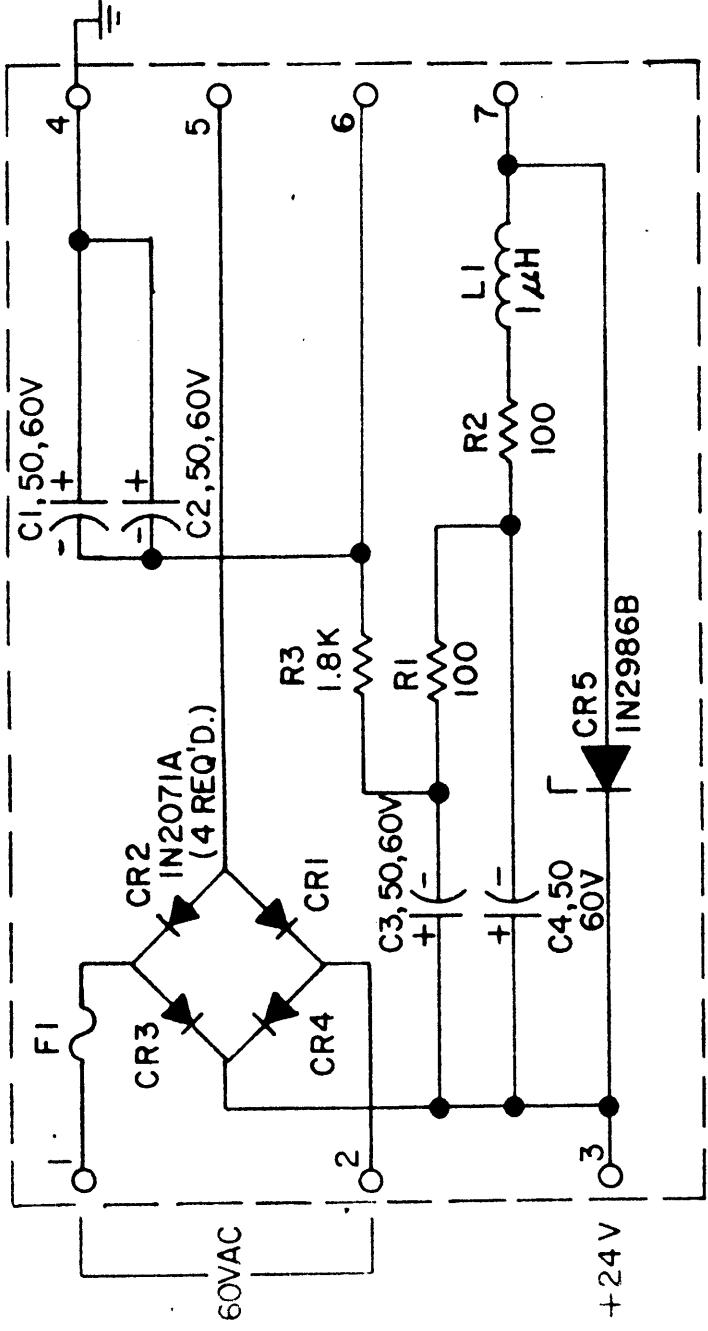 1
F1
- +
C1,50,60V
4
60VAC
CR3
CR2
1N2071A
(4 REQ'D.)
- +
C2,50,60V
5
2
CR4
CR1
R3
1.8K
6
+ -
C3,50,60V
R1
100
R2
100
L1
1μH
7
+ -
C4,50
60V
+24V
3
CR5
1N2986B